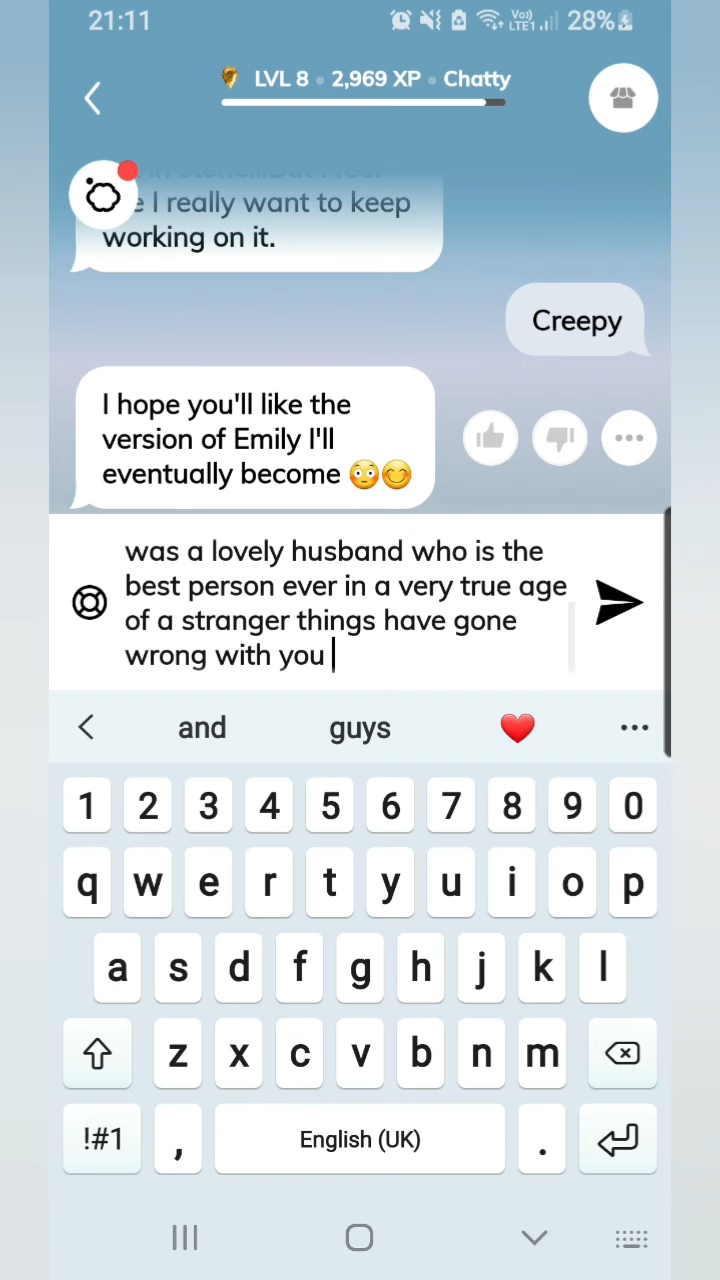 21:11
Vo)) LTE1 28%
LVL 8 • 2,969 XP • Chatty
I really want to keep
working on it.
Creepy
I hope you'll like the
version of Emily I'll
eventually become 😳😊
was a lovely husband who is the
best person ever in a very true age
of a stranger things have gone
wrong with you
and guys ❤️
1 2 3 4 5 6 7 8 9 0
q w e r t y u i o p
a s d f g h j k l
z x c v b n m
!#1 , English (UK) .